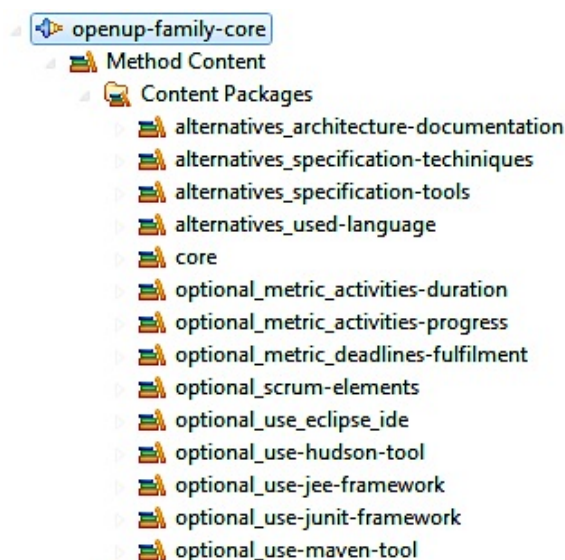 openup-family-core
Method Content
Content Packages
alternatives_architecture-documentation
alternatives_specification-techiniques
alternatives_specification-tools
alternatives_used-language
core
optional_metric_activities-duration
optional_metric_activities-progress
optional_metric_deadlines-fulfilment
optional_scrum-elements
optional_use_eclipse_ide
optional_use-hudson-tool
optional_use-jee-framework
optional_use-junit-framework
optional_use-maven-tool